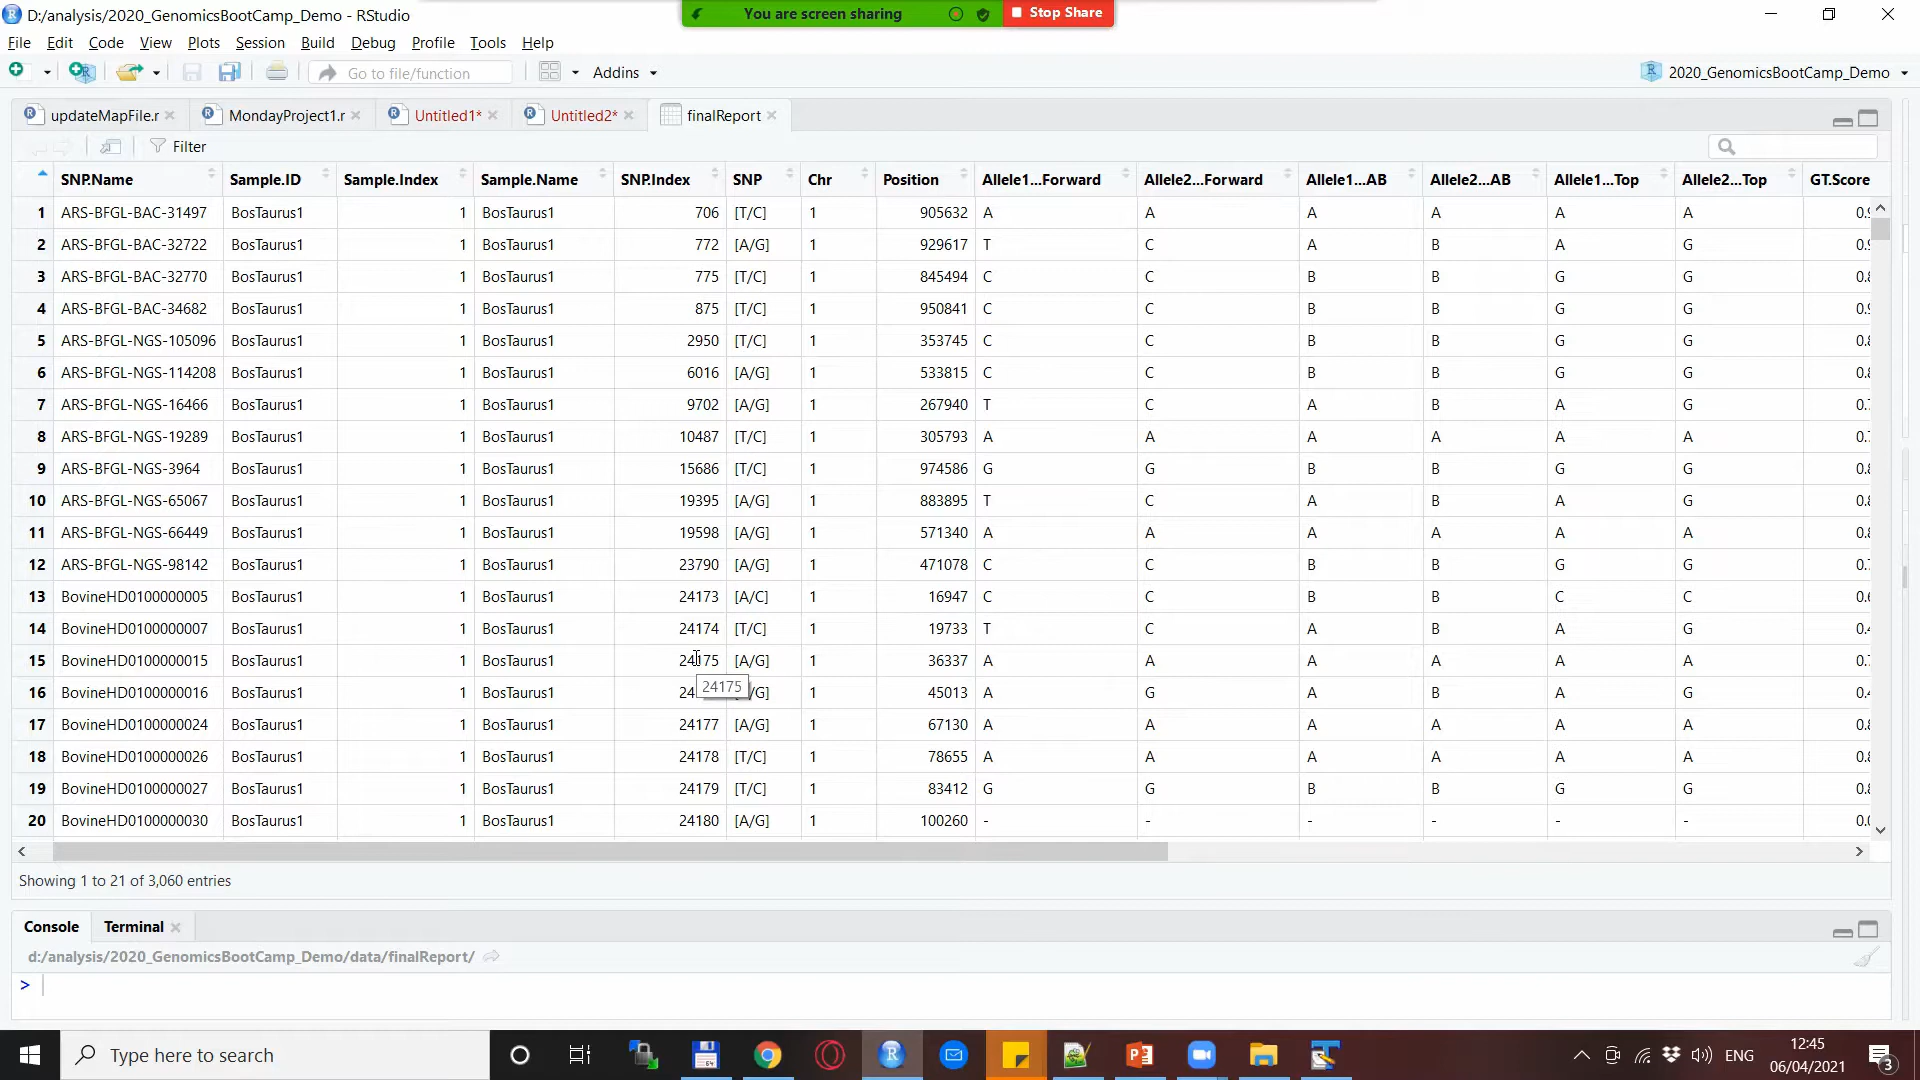 D:/analysis/2020_GenomicsBootCamp_Demo - RStudio
You are screen sharing Stop Share
File Edit Code View Plots Session Build Debug Profile Tools Help
Go to file/function Addins 2020_GenomicsBootCamp_Demo
updateMapFile.r MondayProject1.r Untitled1* Untitled2* finalReport
Filter
SNP.Name Sample.ID Sample.Index Sample.Name SNP.Index SNP Chr Position Allele1...Forward Allele2...Forward Allele1...AB Allele2...AB Allele1...Top Allele2...Top GT.Score
1 ARS-BFGL-BAC-31497 BosTaurus1 1 BosTaurus1 706 [T/C] 1 905632 A A A A A A
2 ARS-BFGL-BAC-32722 BosTaurus1 1 BosTaurus1 772 [A/G] 1 929617 T C A B A G
3 ARS-BFGL-BAC-32770 BosTaurus1 1 BosTaurus1 775 [T/C] 1 845494 C C B B G G
4 ARS-BFGL-BAC-34682 BosTaurus1 1 BosTaurus1 875 [T/C] 1 950841 C C B B G G
5 ARS-BFGL-NGS-105096 BosTaurus1 1 BosTaurus1 2950 [T/C] 1 353745 C C B B G G
6 ARS-BFGL-NGS-114208 BosTaurus1 1 BosTaurus1 6016 [A/G] 1 533815 C C B B G G
7 ARS-BFGL-NGS-16466 BosTaurus1 1 BosTaurus1 9702 [A/G] 1 267940 T C A B A G
8 ARS-BFGL-NGS-19289 BosTaurus1 1 BosTaurus1 10487 [T/C] 1 305793 A A A A A A
9 ARS-BFGL-NGS-3964 BosTaurus1 1 BosTaurus1 15686 [T/C] 1 974586 G G B B G G
10 ARS-BFGL-NGS-65067 BosTaurus1 1 BosTaurus1 19395 [A/G] 1 883895 T C A B A G
11 ARS-BFGL-NGS-66449 BosTaurus1 1 BosTaurus1 19598 [A/G] 1 571340 A A A A A A
12 ARS-BFGL-NGS-98142 BosTaurus1 1 BosTaurus1 23790 [A/G] 1 471078 C C B B G G
13 BovineHD0100000005 BosTaurus1 1 BosTaurus1 24173 [A/C] 1 16947 C C B B C C
14 BovineHD0100000007 BosTaurus1 1 BosTaurus1 24174 [T/C] 1 19733 T C A B A G
15 BovineHD0100000015 BosTaurus1 1 BosTaurus1 24175 [A/G] 1 36337 A A A A A A
16 BovineHD0100000016 BosTaurus1 1 BosTaurus1 24 24175 /G] 1 45013 A G A B A G
17 BovineHD0100000024 BosTaurus1 1 BosTaurus1 24177 [A/G] 1 67130 A A A A A A
18 BovineHD0100000026 BosTaurus1 1 BosTaurus1 24178 [T/C] 1 78655 A A A A A A
19 BovineHD0100000027 BosTaurus1 1 BosTaurus1 24179 [T/C] 1 83412 G G B B G G
20 BovineHD0100000030 BosTaurus1 1 BosTaurus1 24180 [A/G] 1 100260 - - - - - -
Showing 1 to 21 of 3,060 entries
Console Terminal
d:/analysis/2020_GenomicsBootCamp_Demo/data/finalReport/
>
Type here to search ENG 12:45
06/04/2021 3